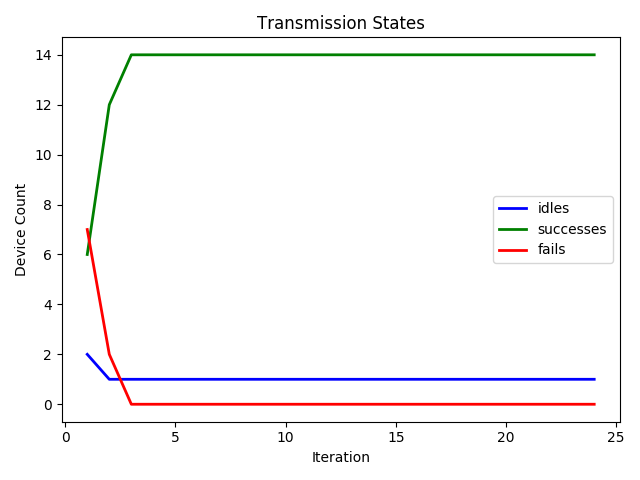 Transmission States
14
12
10
8
6
4
2
0
Device Count
idles
successes
fails
0
5
10
15
20
25
Iteration